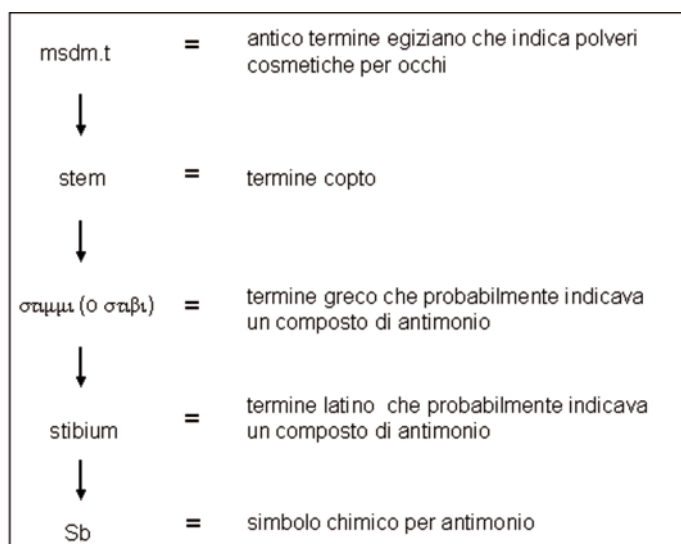 msdm.t = antico termine egiziano che indica polveri
cosmetiche per occhi
stem = termine copto
στιμμι (o στιβι) = termine greco che probabilmente indicava
un composto di antimonio
stibium = termine latino che probabilmente indicava
un composto di antimonio
Sb = simbolo chimico per antimonio